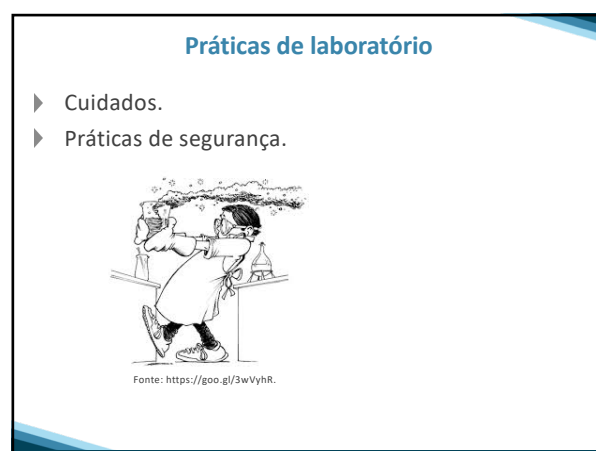 Práticas de laboratório
Cuidados.
Práticas de segurança.
Fonte: https://goo.gl/3wVyhR.